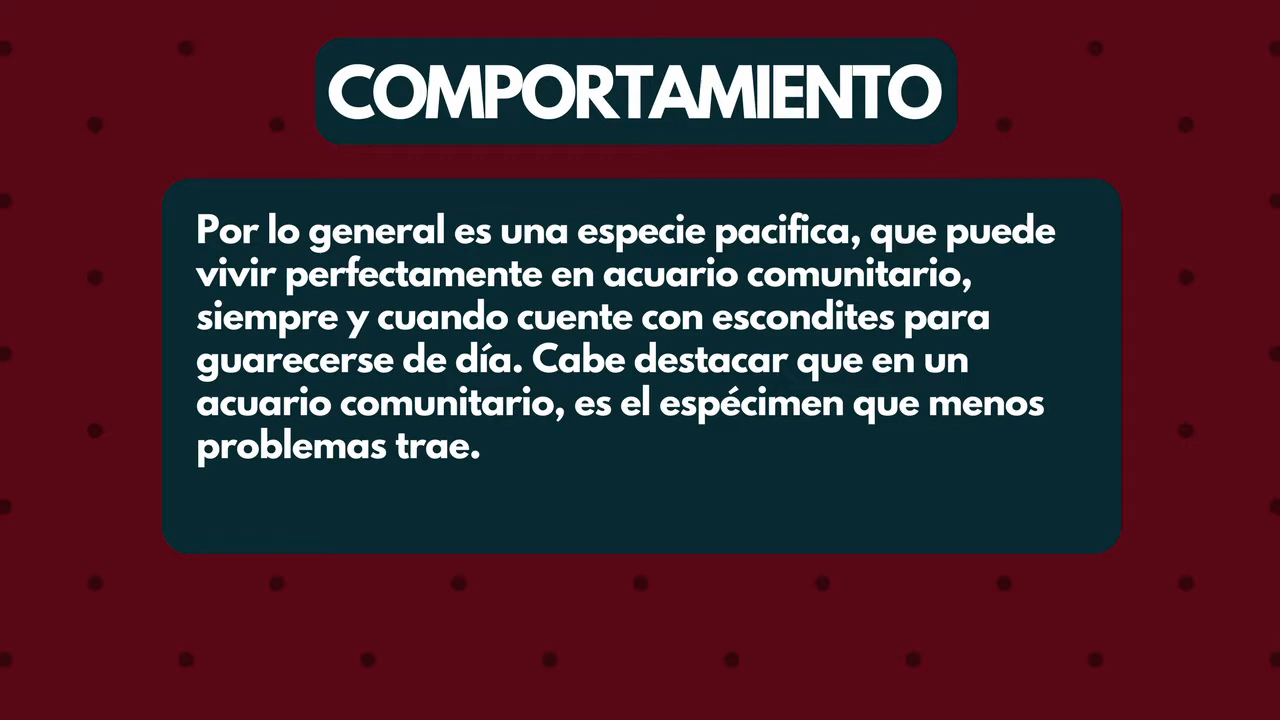 COMPORTAMIENTO
Por lo general es una especie pacifica, que puede
vivir perfectamente en acuario comunitario,
siempre y cuando cuente con escondites para
guarecerse de día. Cabe destacar que en un
acuario comunitario, es el espécimen que menos
problemas trae.